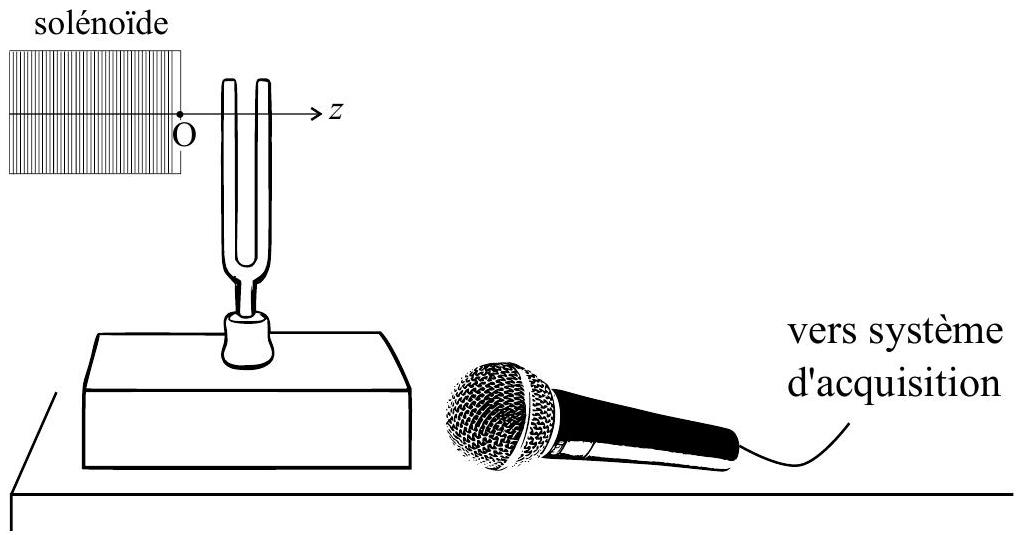 solénoïde
z
O
vers système
d'acquisition